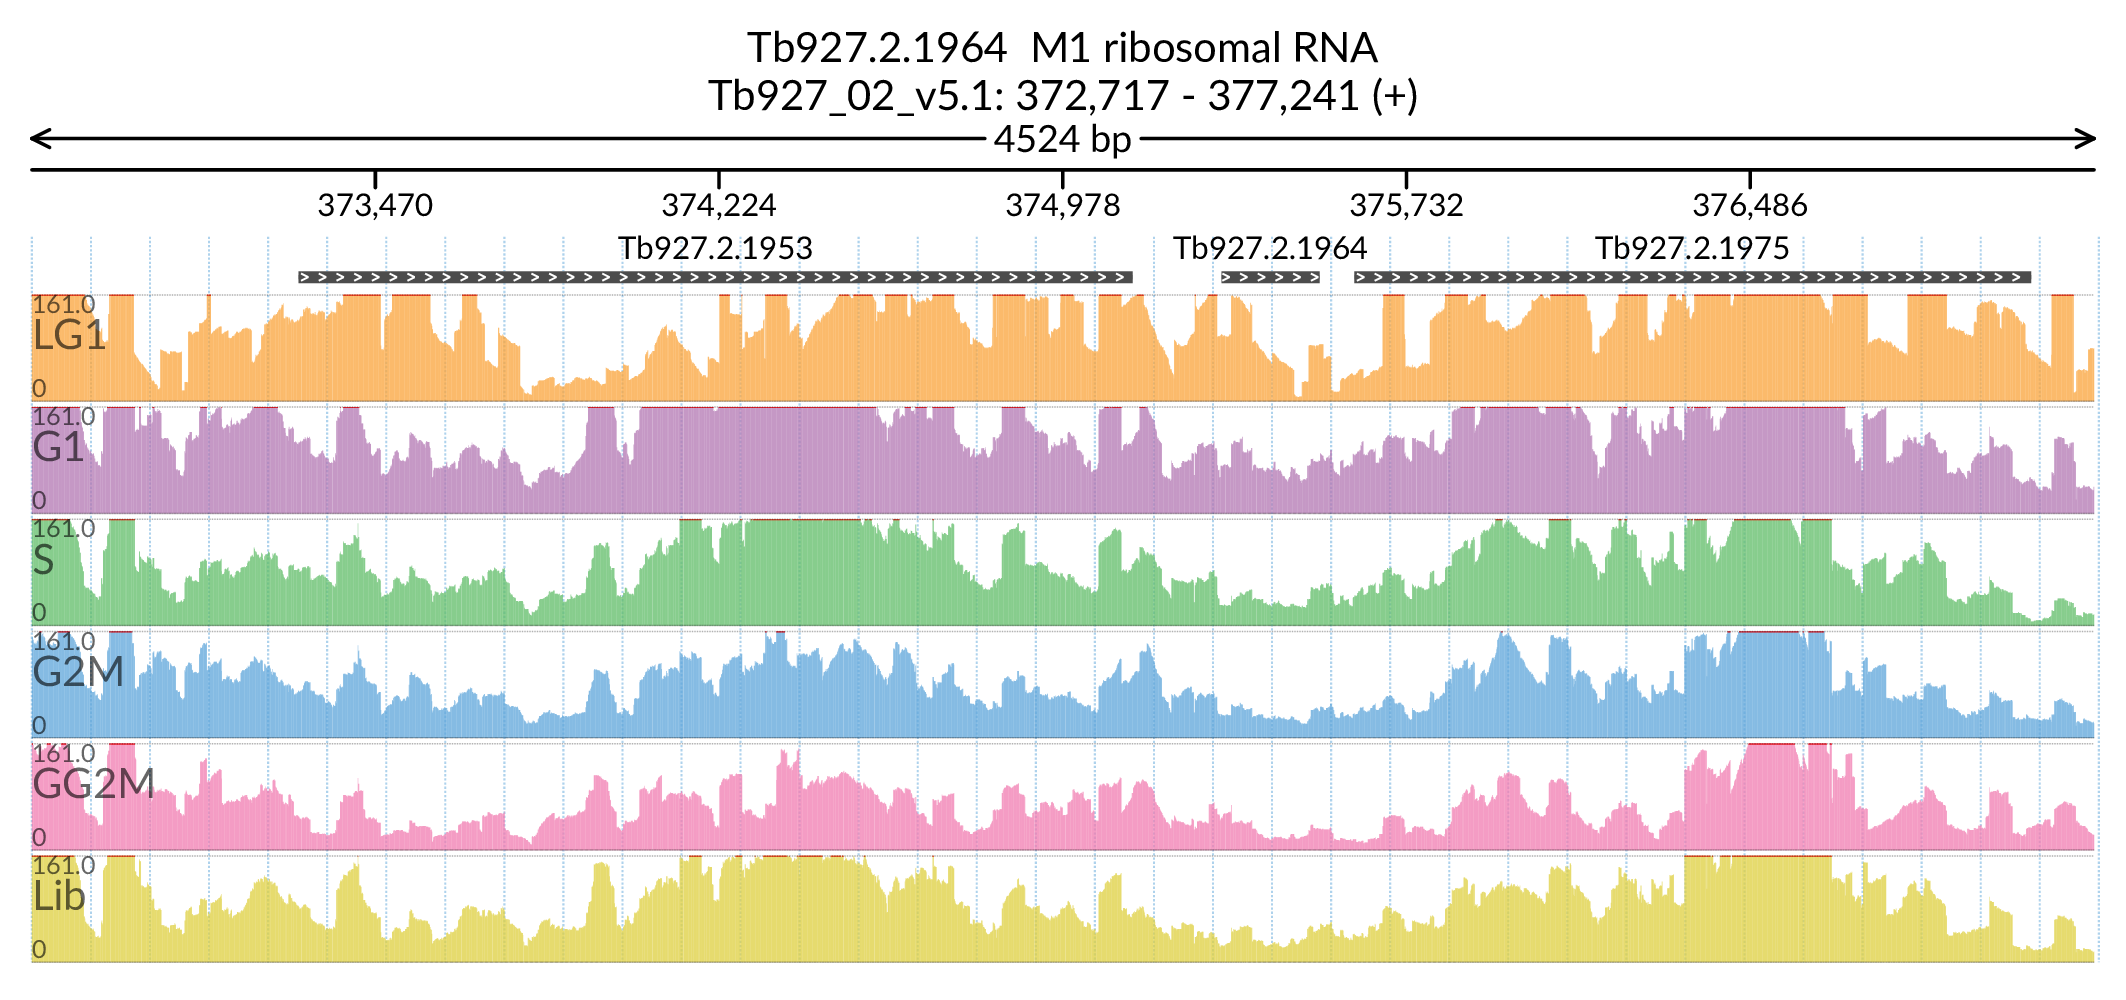 Tb927.2.1964  M1 ribosomal RNA
Tb927_02_v5.1: 372,717 - 377,241 (+)
4524 bp
373,470 374,224 374,978 375,732 376,486
Tb927.2.1953 Tb927.2.1964 Tb927.2.1975
161.0
LG1
0
161.0
G1
0
161.0
S
0
161.0
G2M
0
161.0
GG2M
0
161.0
Lib
0